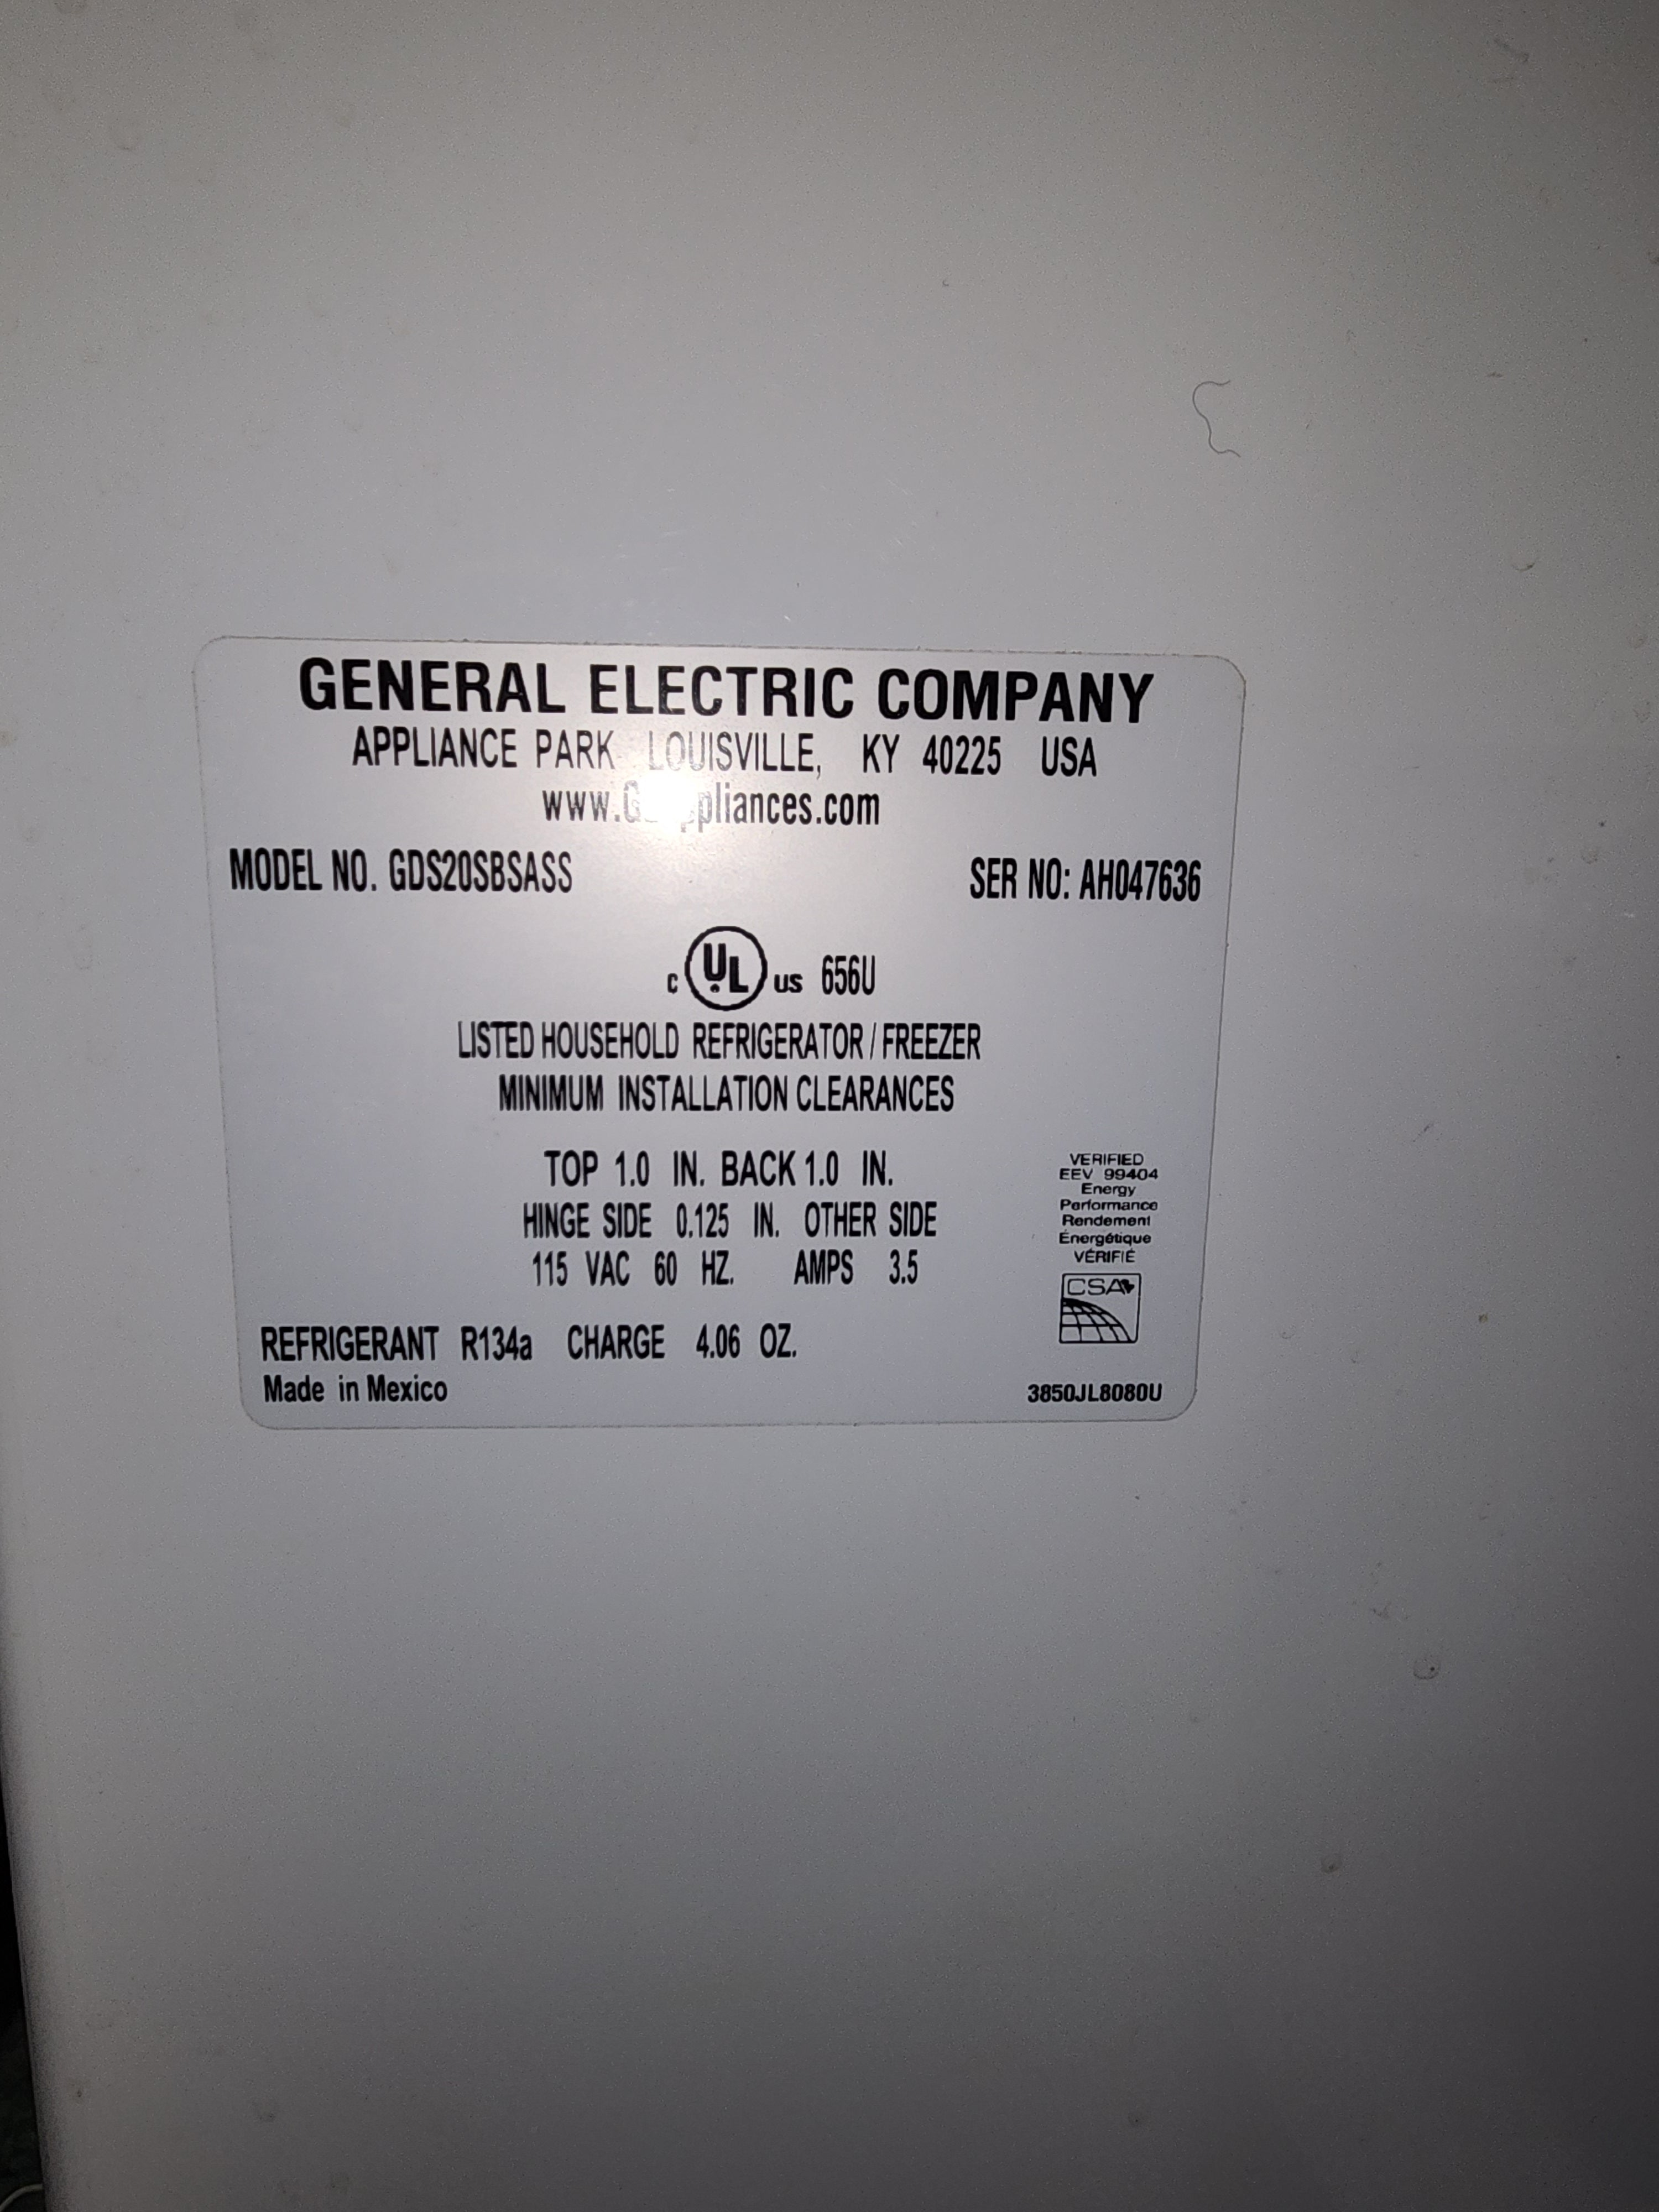 GENERAL ELECTRIC COMPANY
APPLIANCE PARK LOUISVILLE, KY 40225 USA
pliances.com
MODEL NO. GDS20SBSASS
SER NO: AH047636
C UL US 656U
LISTED HOUSEHOLD REFRIGERATOR / FREEZER
MINIMUM INSTALLATION CLEARANCES
TOP 1.0 IN. BACK 1.0 IN.
HINGE SIDE 0.125 IN. OTHER SIDE
115 VAC 60 HZ. AMPS 3.5
VERIFIED
EEV 99404
Energy
Performance
Rendement
Énergétique
VÉRIFIÉ
CSA
REFRIGERANT R134a CHARGE 4.06 OZ.
Made in Mexico
3850JL8080U